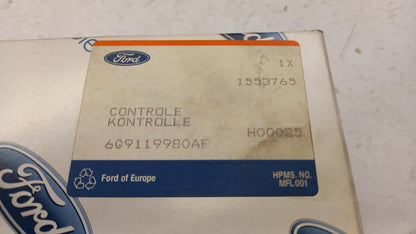 Ford
1X
1553765
CONTROLE
KONTROLLE
H00025
6G9119980AF
Ford of Europe
HPMS. NO.
MFL001
Ford